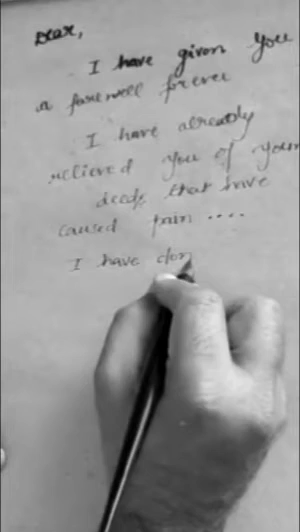 Dear,
I have given you
a farewell forever
I have already
relieved you of your
deeds that have
caused pain ....
I have don